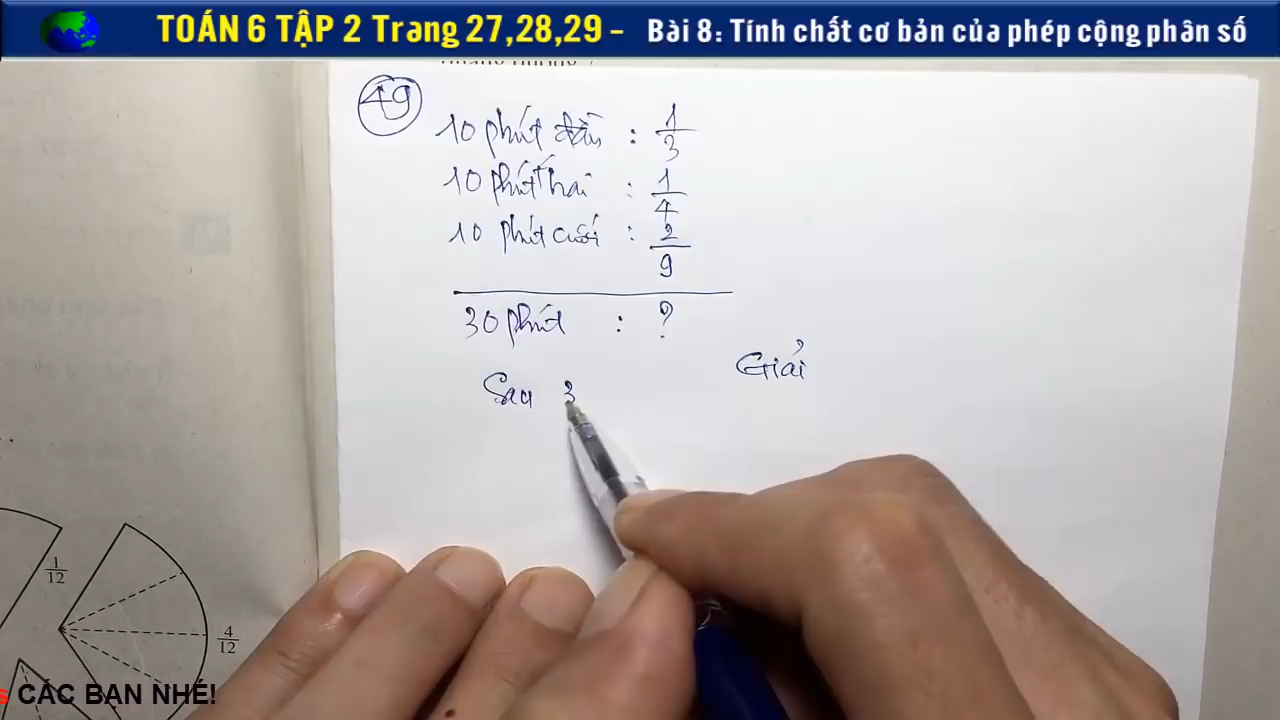 TOÁN 6 TẬP 2 Trang 27,28,29 - Bài 8: Tính chất cơ bản của phép cộng phân số
49
10 phút đầu : 1/3
10 phút hai : 1/4
10 phút cuối : 2/9
30 phút : ?
Giải
Sau 3
1/12
4/12
CÁC BẠN NHÉ!